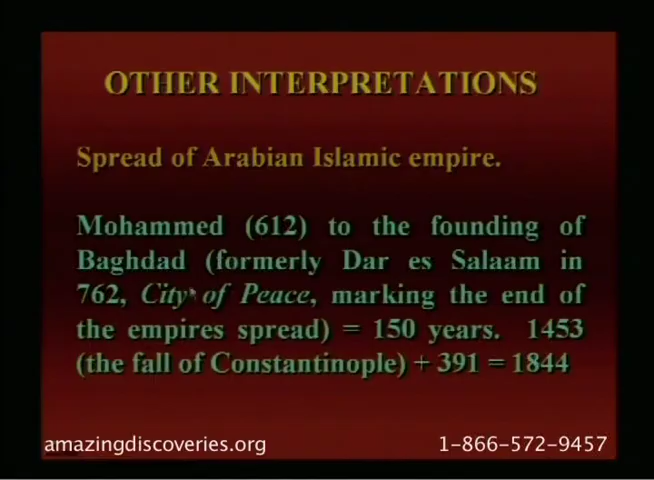 OTHER INTERPRETATIONS
Spread of Arabian Islamic empire.
Mohammed (612) to the founding of
Baghdad (formerly Dar es Salaam in
762, City of Peace, marking the end of
the empires spread) = 150 years. 1453
(the fall of Constantinople) + 391 = 1844
amazingdiscoveries.org 1-866-572-9457